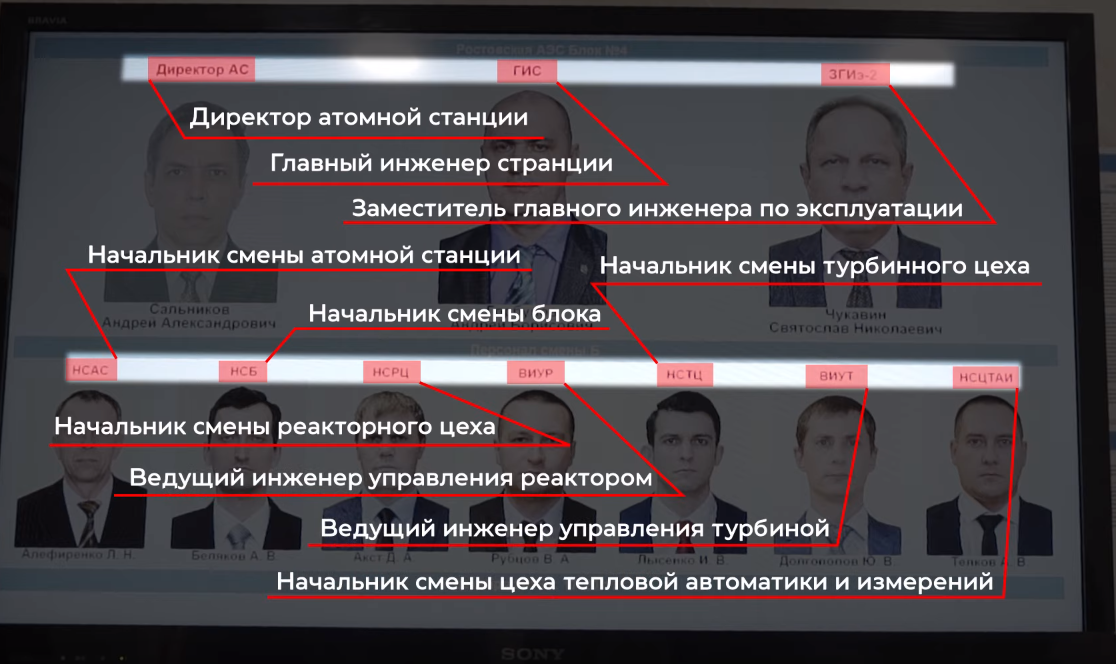 BRAVIA
Ростовская АЭС Блок №4
Директор АС
ГИС
ЗГИэ-2
Директор атомной станции
Главный инженер странции
Заместитель главного инженера по эксплуатации
Начальник смены атомной станции
Начальник смены турбинного цеха
Сальников
Андрей Александрович
Андрей Борисович
Чукавин
Святослав Николаевич
Начальник смены блока
Персонал смены Б
НСАС
НСБ
НСРЦ
ВИУР
НСТЦ
ВИУТ
НСЦТАИ
Начальник смены реакторного цеха
Ведущий инженер управления реактором
Ведущий инженер управления турбиной
Алефиренко Л. Н.
Беляков А. В.
Акст Д. А.
Рубцов В. А.
Лысенко И. В.
Долгополов Ю. В.
Телков А. В.
Начальник смены цеха тепловой автоматики и измерений
SONY